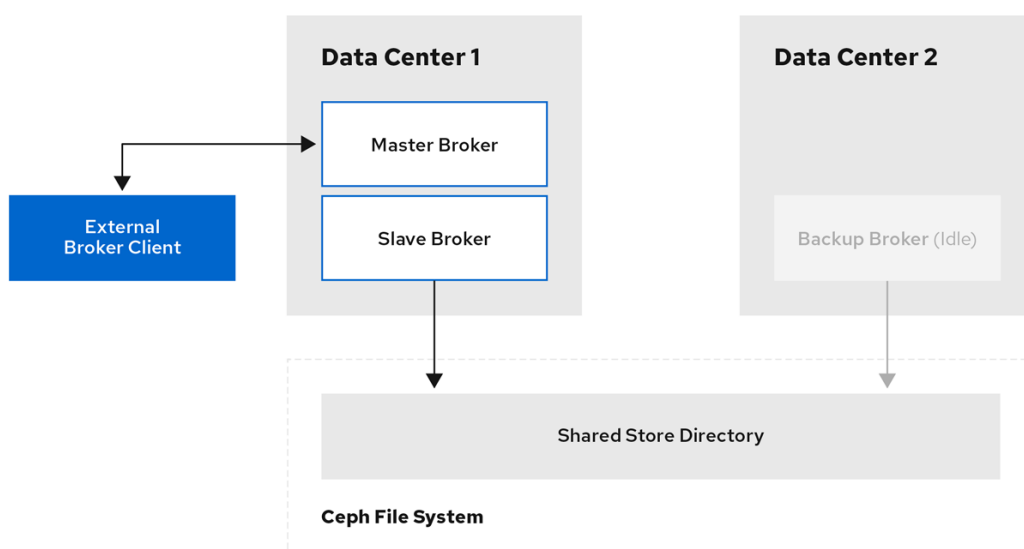 Data Center 1
Data Center 2
Master Broker
External
Broker Client
Slave Broker
Backup Broker (Idle)
Shared Store Directory
Ceph File System